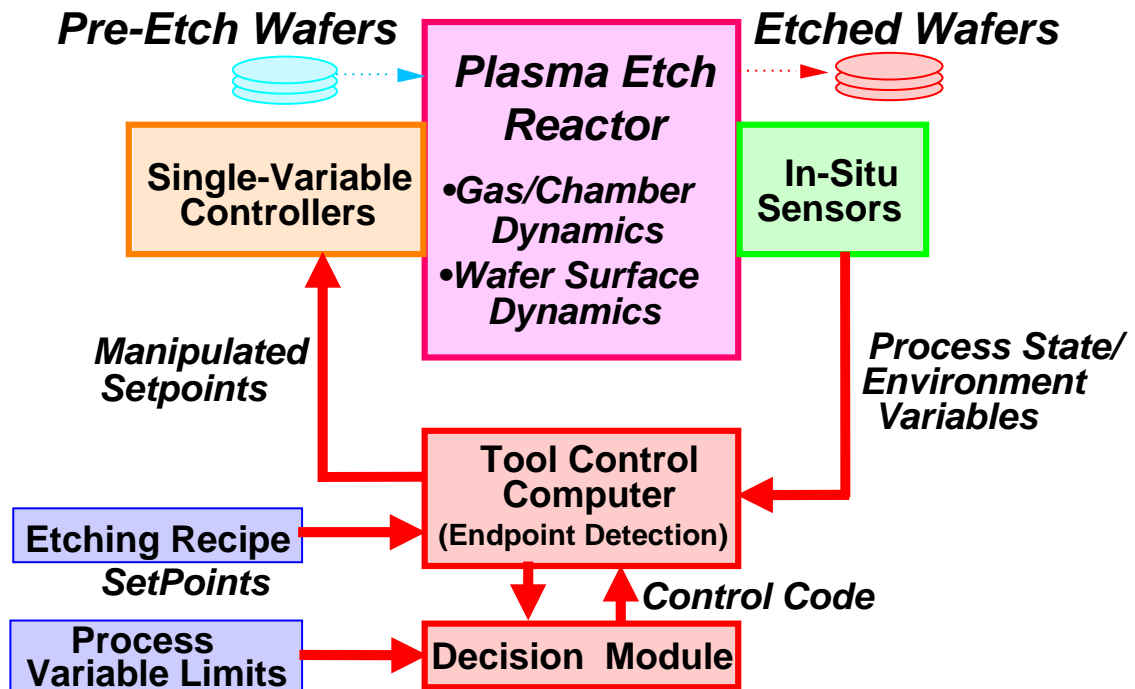 Pre-Etch Wafers
Etched Wafers
Plasma Etch
Reactor
•Gas/Chamber
Dynamics
•Wafer Surface
Dynamics
Single-Variable
Controllers
In-Situ
Sensors
Manipulated
Setpoints
Process State/
Environment
Variables
Tool Control
Computer
(Endpoint Detection)
Etching Recipe
SetPoints
Control Code
Process
Variable Limits
Decision Module